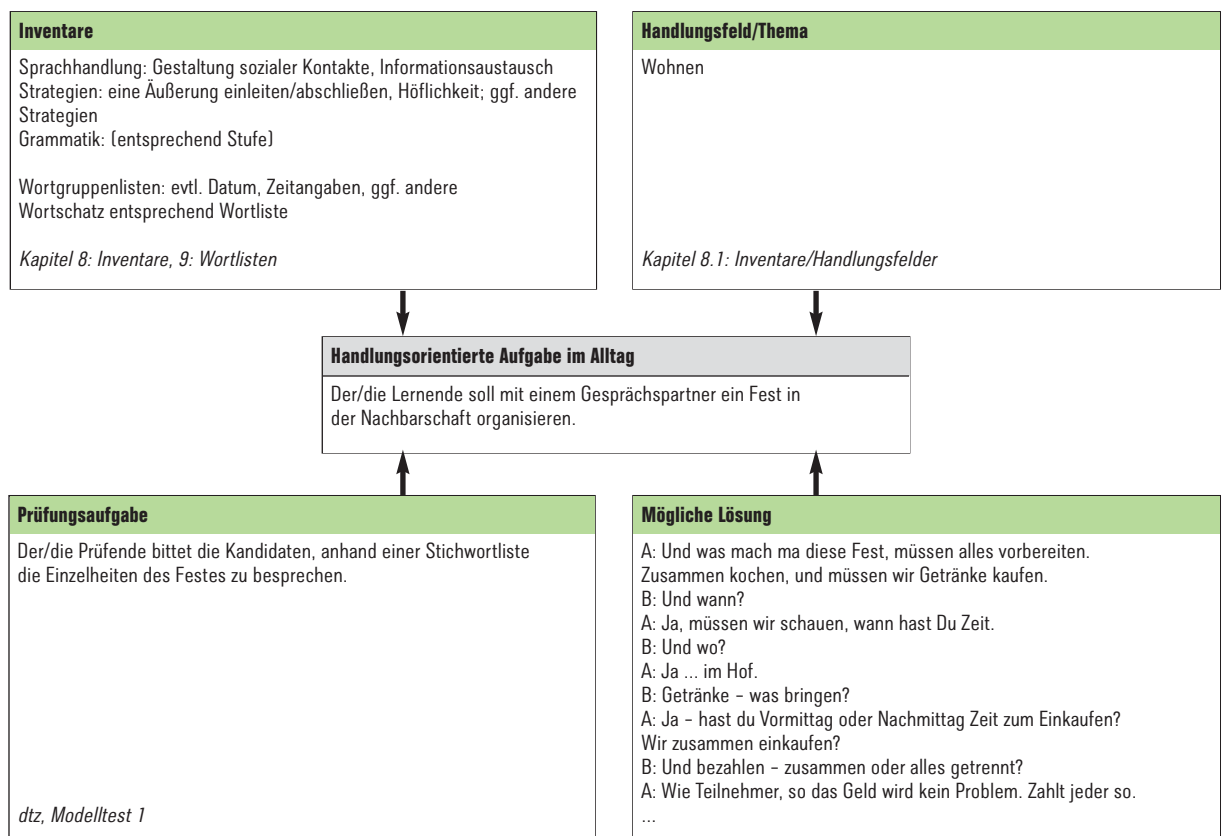 Inventare
Sprachhandlung: Gestaltung sozialer Kontakte, Informationsaustausch
Strategien: eine Äußerung einleiten/abschließen, Höflichkeit; ggf. andere
Strategien
Grammatik: (entsprechend Stufe)
Wortgruppenlisten: evtl. Datum, Zeitangaben, ggf. andere
Wortschatz entsprechend Wortliste
Kapitel 8: Inventare, 9: Wortlisten
Handlungsfeld/Thema
Wohnen
Kapitel 8.1: Inventare/Handlungsfelder
Handlungsorientierte Aufgabe im Alltag
Der/die Lernende soll mit einem Gesprächspartner ein Fest in
der Nachbarschaft organisieren.
Prüfungsaufgabe
Der/die Prüfende bittet die Kandidaten, anhand einer Stichwortliste
die Einzelheiten des Festes zu besprechen.
dtz, Modelltest 1
Mögliche Lösung
A: Und was mach ma diese Fest, müssen alles vorbereiten.
Zusammen kochen, und müssen wir Getränke kaufen.
B: Und wann?
A: Ja, müssen wir schauen, wann hast Du Zeit.
B: Und wo?
A: Ja ... im Hof.
B: Getränke – was bringen?
A: Ja – hast du Vormittag oder Nachmittag Zeit zum Einkaufen?
Wir zusammen einkaufen?
B: Und bezahlen – zusammen oder alles getrennt?
A: Wie Teilnehmer, so das Geld wird kein Problem. Zahlt jeder so.
...